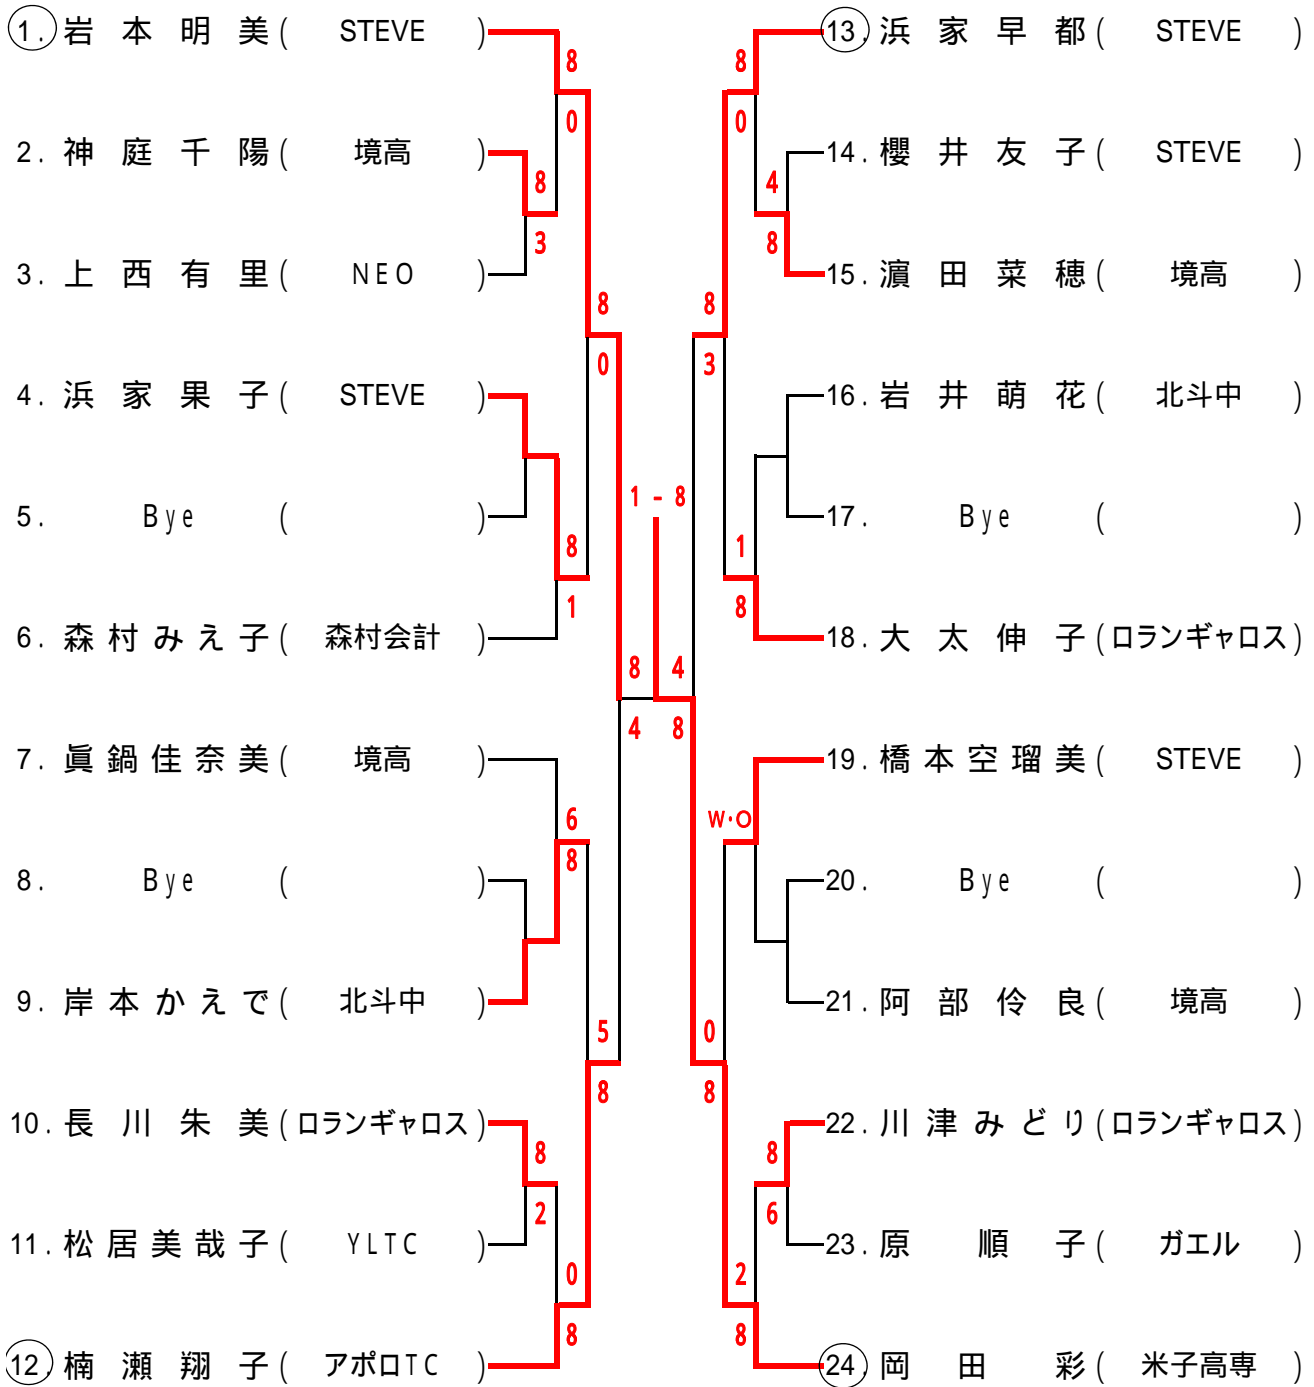 1. 岩本明美 ( STEVE )
8
0
2. 神庭千陽 ( 境高 )
8
3
3. 上西有里 ( NEO )
8
0
4. 浜家果子 ( STEVE )
5. Bye ( )
8
1
6. 森村みえ子 ( 森村会計 )
8
4
7. 眞鍋佳奈美 ( 境高 )
6
8
8. Bye ( )
9. 岸本かえで ( 北斗中 )
5
8
10. 長川朱美 ( ロランギャロス )
8
2
11. 松居美哉子 ( YLTC )
0
8
12. 楠瀬翔子 ( アポロTC )
1 - 8
13. 浜家早都 ( STEVE )
8
0
14. 櫻井友子 ( STEVE )
4
8
15. 濵田菜穂 ( 境高 )
8
3
16. 岩井萌花 ( 北斗中 )
17. Bye ( )
1
8
18. 大太伸子 ( ロランギャロス )
4
8
19. 橋本空瑠美 ( STEVE )
W・O
20. Bye ( )
21. 阿部伶良 ( 境高 )
0
8
22. 川津みどり ( ロランギャロス )
8
6
23. 原順子 ( ガエル )
2
8
24. 岡田彩 ( 米子高専 )